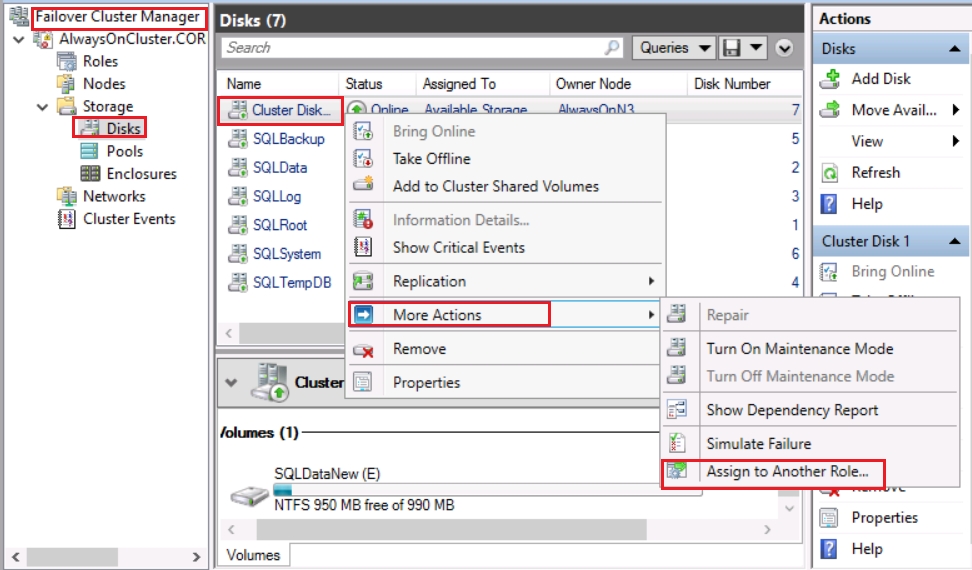 Failover Cluster Manager
AlwaysOnCluster.COR
Roles
Nodes
Storage
Disks
Pools
Enclosures
Networks
Cluster Events
Disks (7)
Search
Queries
Name Status Assigned To Owner Node Disk Number
Cluster Disk... Online Available Storage AlwaysOnN3 7
SQLBackup 5
SQLData 2
SQLLog 3
SQLRoot 1
SQLSystem 6
SQLTempDB 4
Bring Online
Take Offline
Add to Cluster Shared Volumes
Information Details...
Show Critical Events
Replication
More Actions
Remove
Properties
Repair
Turn On Maintenance Mode
Turn Off Maintenance Mode
Show Dependency Report
Simulate Failure
Assign to Another Role...
Cluster
/olumes (1)
SQLDataNew (E)
NTFS 950 MB free of 990 MB
Volumes
Actions
Disks
Add Disk
Move Avail...
View
Refresh
Help
Cluster Disk 1
Bring Online
Remove
Properties
Help